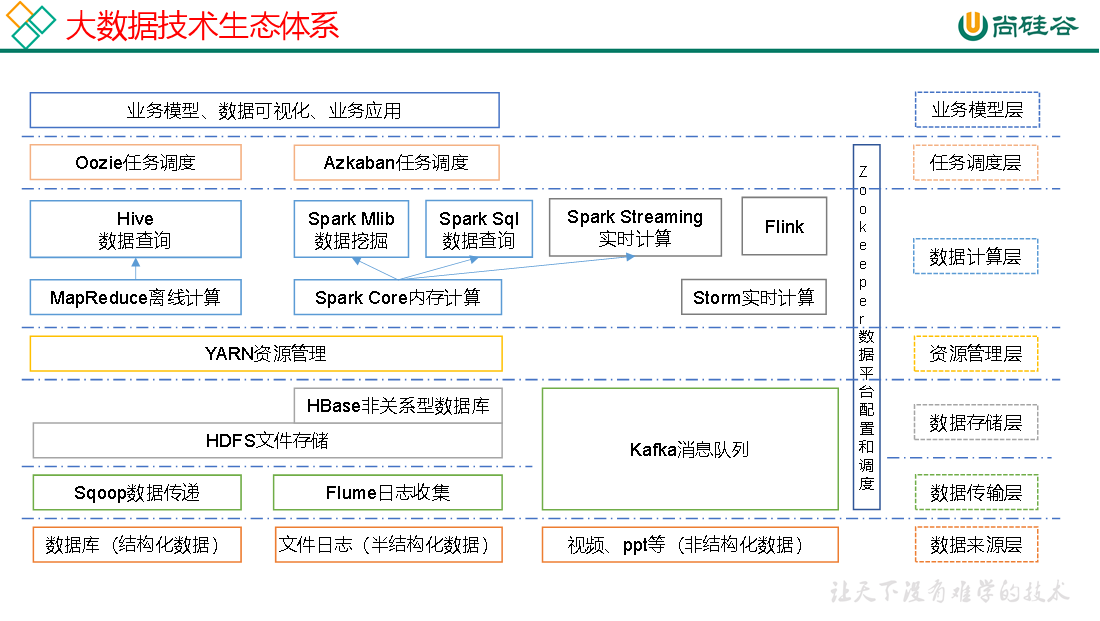 大数据技术生态体系
尚硅谷
业务模型、数据可视化、业务应用
业务模型层
Oozie任务调度
Azkaban任务调度
任务调度层
Hive
数据查询
Spark Mlib
数据挖掘
Spark Sql
数据查询
Spark Streaming
实时计算
Flink
数据计算层
MapReduce离线计算
Spark Core内存计算
Storm实时计算
YARN资源管理
资源管理层
HBase非关系型数据库
HDFS文件存储
Kafka消息队列
数据存储层
Sqoop数据传递
Flume日志收集
数据传输层
Zookeeper数据平台配置和调度
数据库（结构化数据）
文件日志（半结构化数据）
视频、ppt等（非结构化数据）
数据来源层
让天下没有难学的技术